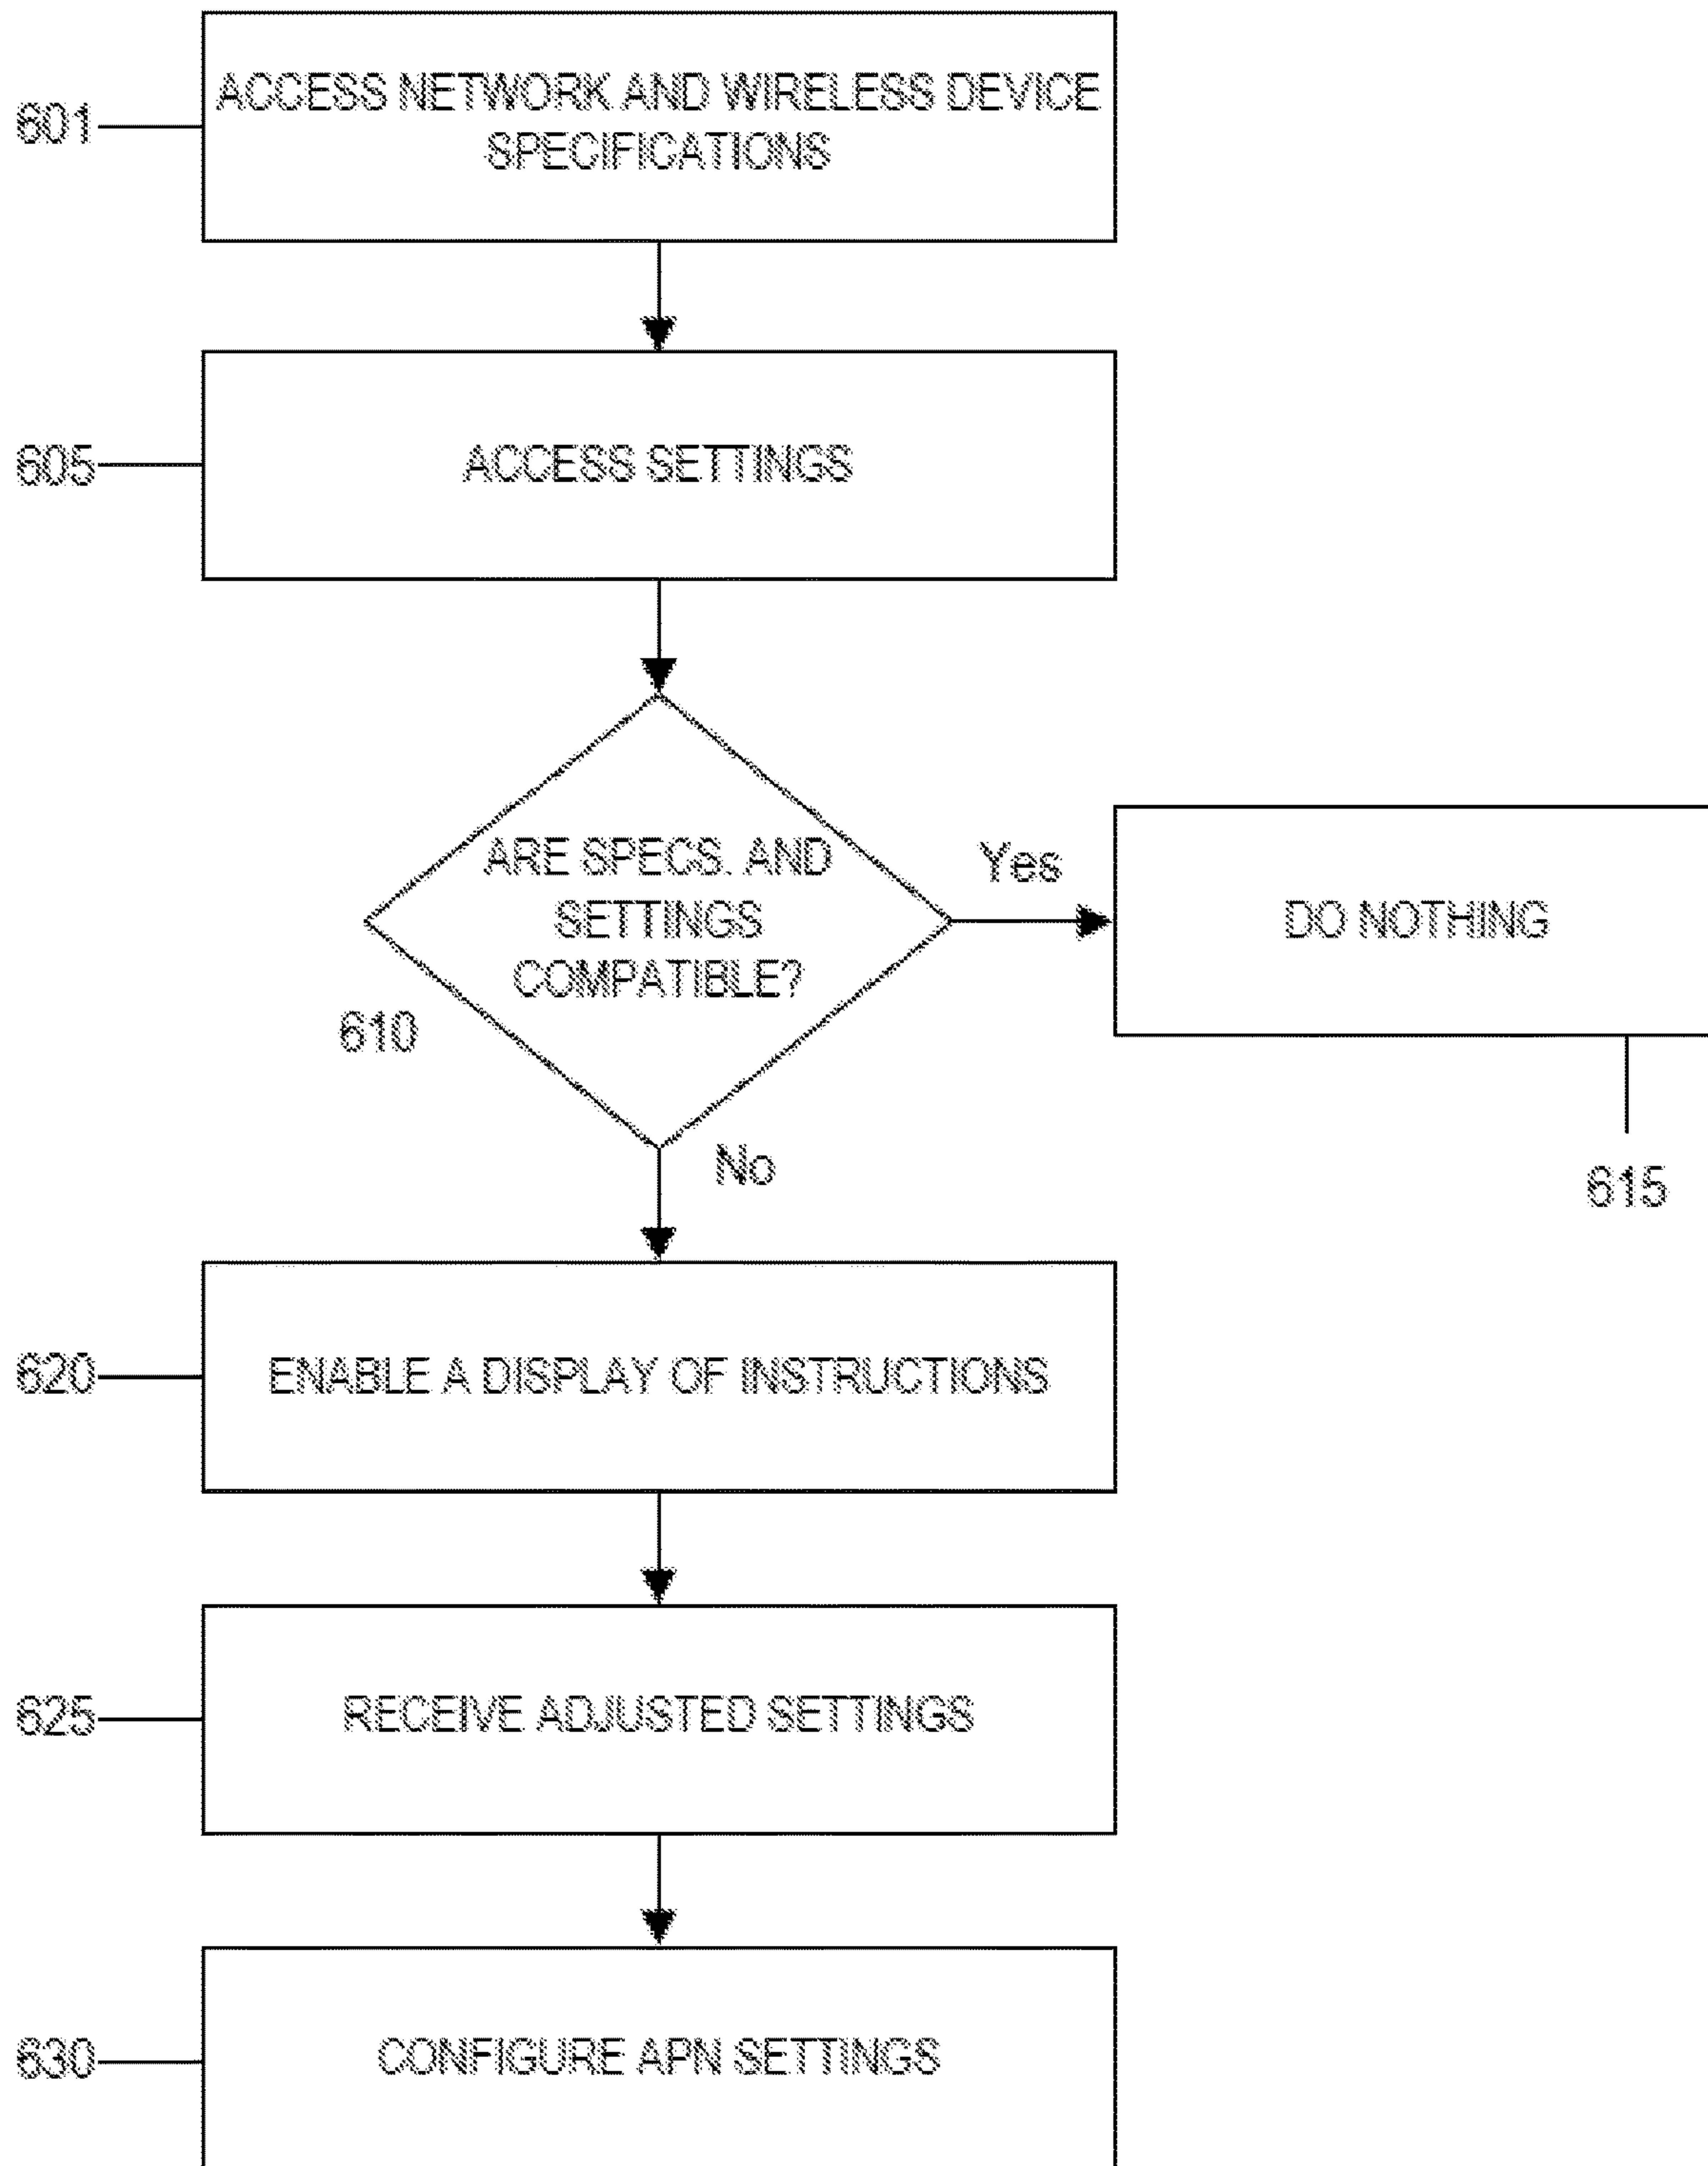 601
ACCESS NETWORK AND WIRELESS DEVICE
SPECIFICATIONS
605
ACCESS SETTINGS
ARE SPECS. AND
SETTINGS
COMPATIBLE?
610
Yes
DO NOTHING
615
No
620
ENABLE A DISPLAY OF INSTRUCTIONS
625
RECEIVE ADJUSTED SETTINGS
630
CONFIGURE APN SETTINGS